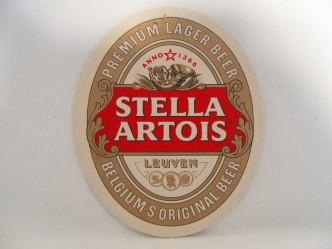 PREMIUM LAGER BEER
ANNO 1366
STELLA
ARTOIS
LEUVEN
BELGIUM'S ORIGINAL BEER